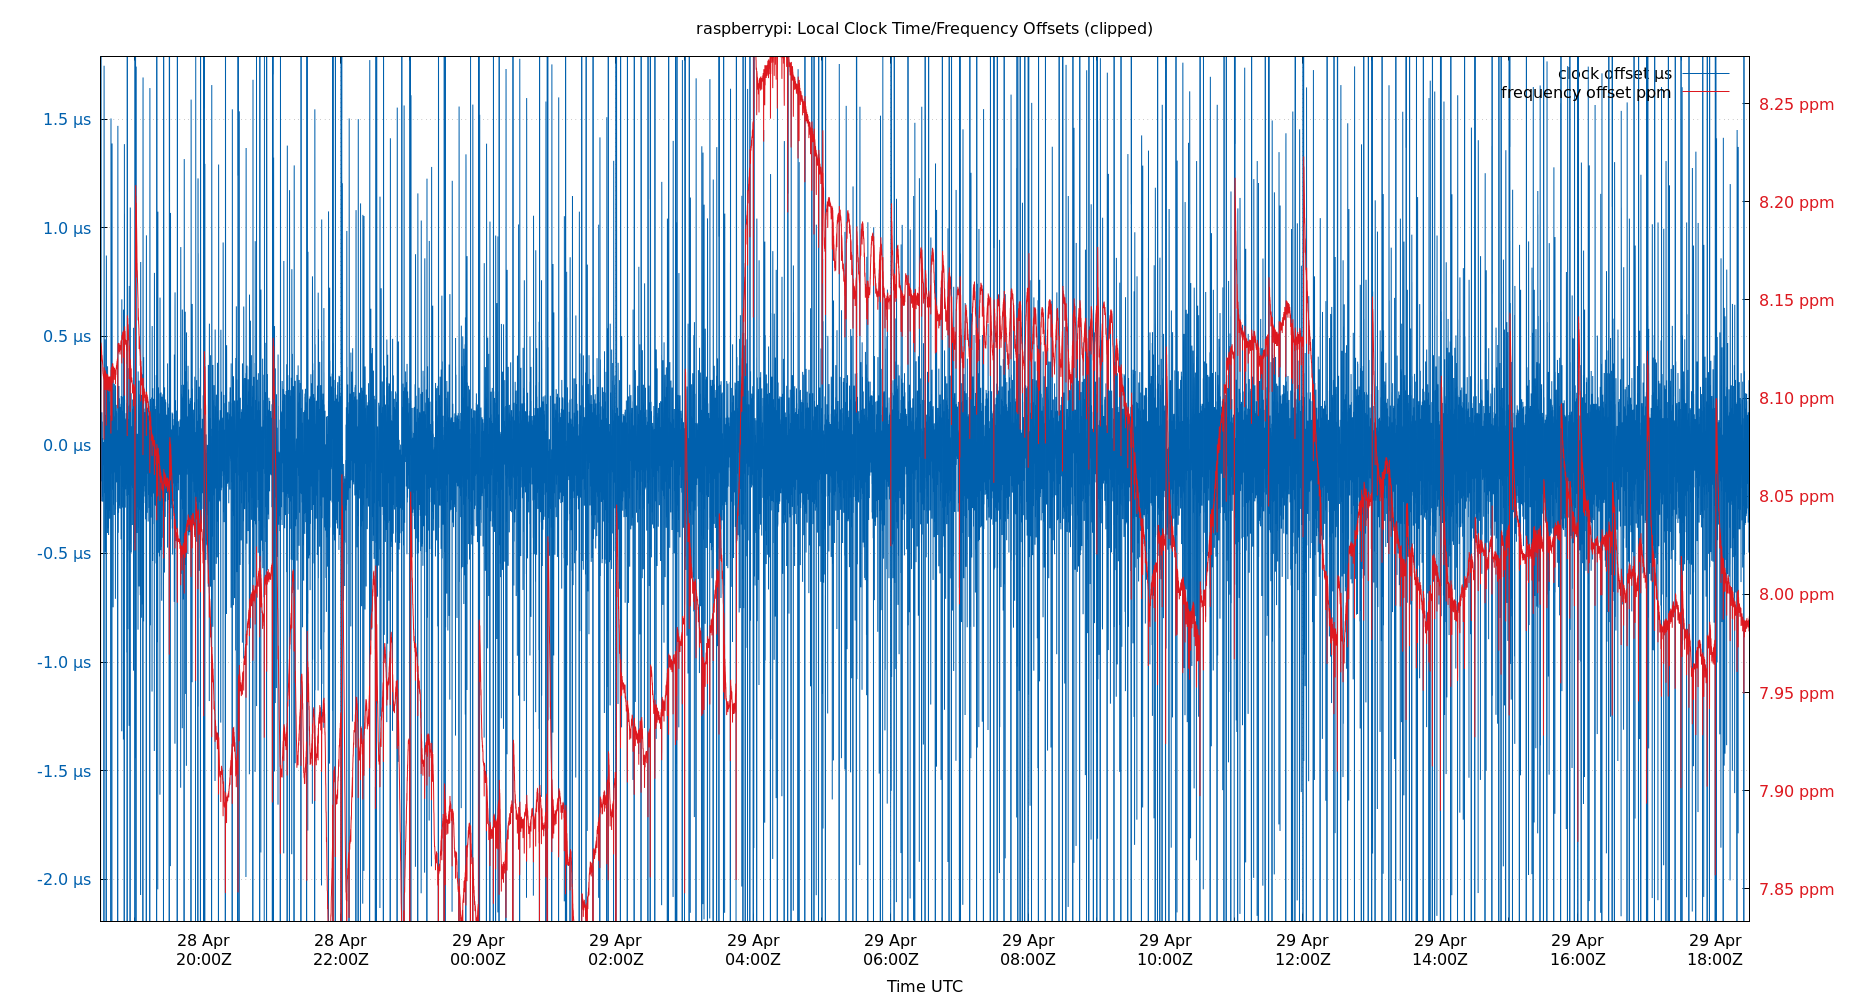 raspberrypi: Local Clock Time/Frequency Offsets (clipped)
clock offset µs
frequency offset ppm
1.5 µs
1.0 µs
0.5 µs
0.0 µs
-0.5 µs
-1.0 µs
-1.5 µs
-2.0 µs
8.25 ppm
8.20 ppm
8.15 ppm
8.10 ppm
8.05 ppm
8.00 ppm
7.95 ppm
7.90 ppm
7.85 ppm
28 Apr 28 Apr 29 Apr 29 Apr 29 Apr 29 Apr 29 Apr 29 Apr 29 Apr 29 Apr 29 Apr 29 Apr
20:00Z 22:00Z 00:00Z 02:00Z 04:00Z 06:00Z 08:00Z 10:00Z 12:00Z 14:00Z 16:00Z 18:00Z
Time UTC